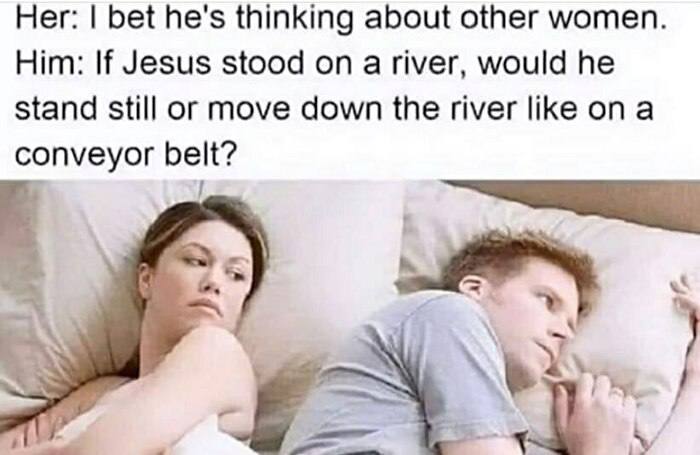 Her: I bet he's thinking about other women.
Him: If Jesus stood on a river, would he
stand still or move down the river like on a
conveyor belt?